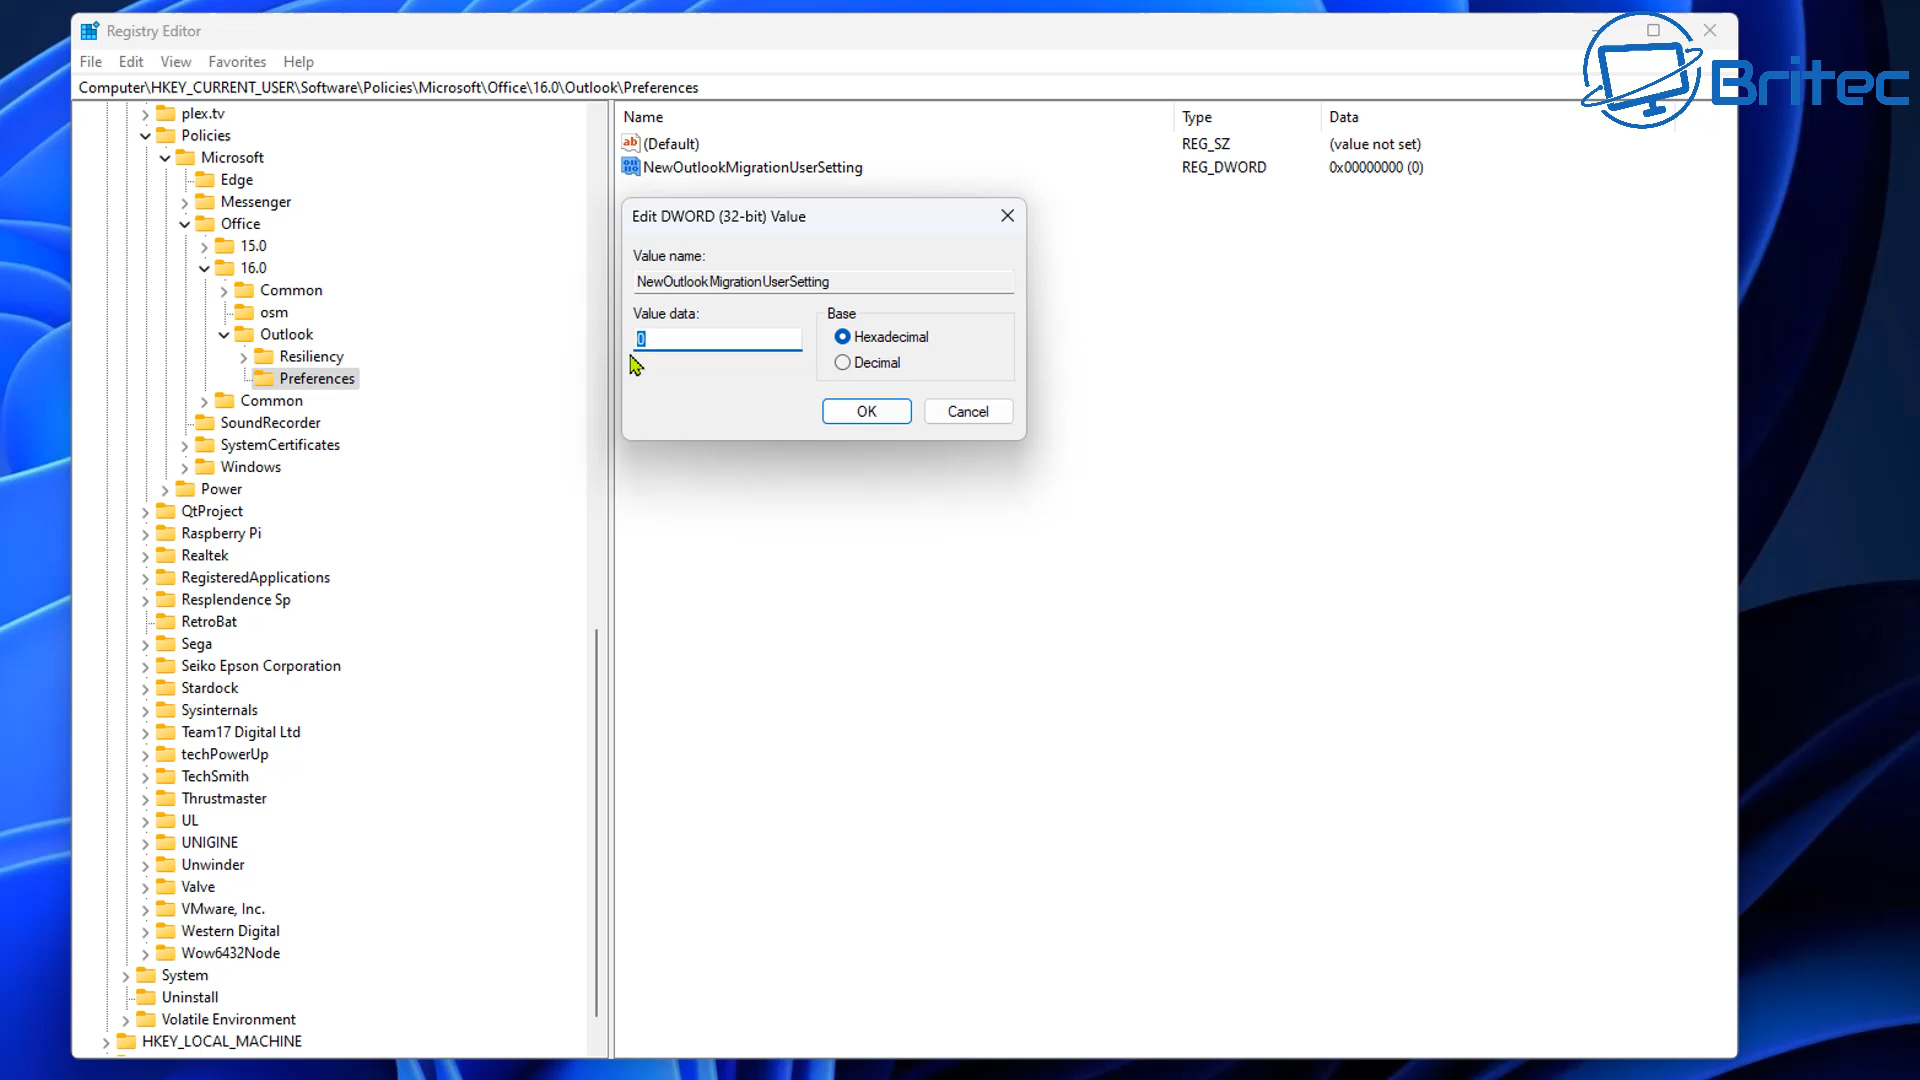 Registry Editor
Britec
File Edit View Favorites Help
Computer\HKEY_CURRENT_USER\Software\Policies\Microsoft\Office\16.0\Outlook\Preferences
plex.tv
Policies
Microsoft
Edge
Messenger
Office
15.0
16.0
Common
osm
Outlook
Resiliency
Preferences
Common
SoundRecorder
SystemCertificates
Windows
Power
QtProject
Raspberry Pi
Realtek
RegisteredApplications
Resplendence Sp
RetroBat
Sega
Seiko Epson Corporation
Stardock
Sysinternals
Team17 Digital Ltd
techPowerUp
TechSmith
Thrustmaster
UL
UNIGINE
Unwinder
Valve
VMware, Inc.
Western Digital
Wow6432Node
System
Uninstall
Volatile Environment
HKEY_LOCAL_MACHINE
Name Type Data
ab (Default) REG_SZ (value not set)
NewOutlookMigrationUserSetting REG_DWORD 0x00000000 (0)
Edit DWORD (32-bit) Value
Value name:
NewOutlookMigrationUserSetting
Value data:
0
Base
Hexadecimal
Decimal
OK Cancel